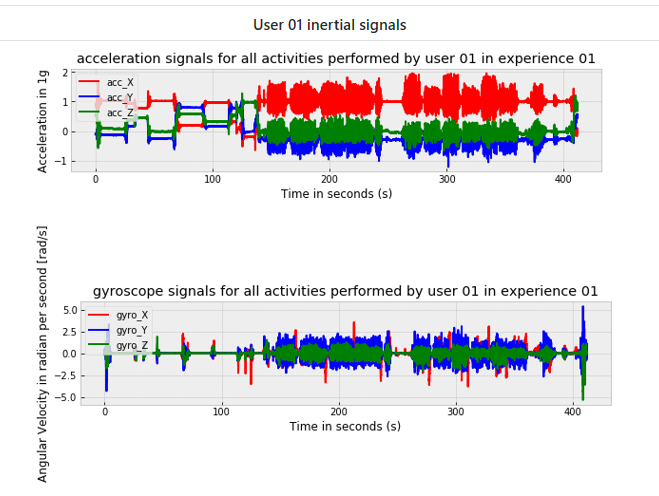 User 01 inertial signals
acceleration signals for all activities performed by user 01 in experience 01
Acceleration in 1g
2
1
0
−1
acc_X
acc_Y
acc_Z
0 100 200 300 400
Time in seconds (s)
gyroscope signals for all activities performed by user 01 in experience 01
Angular Velocity in radian per second [rad/s]
5.0
2.5
0.0
−2.5
−5.0
gyro_X
gyro_Y
gyro_Z
0 100 200 300 400
Time in seconds (s)